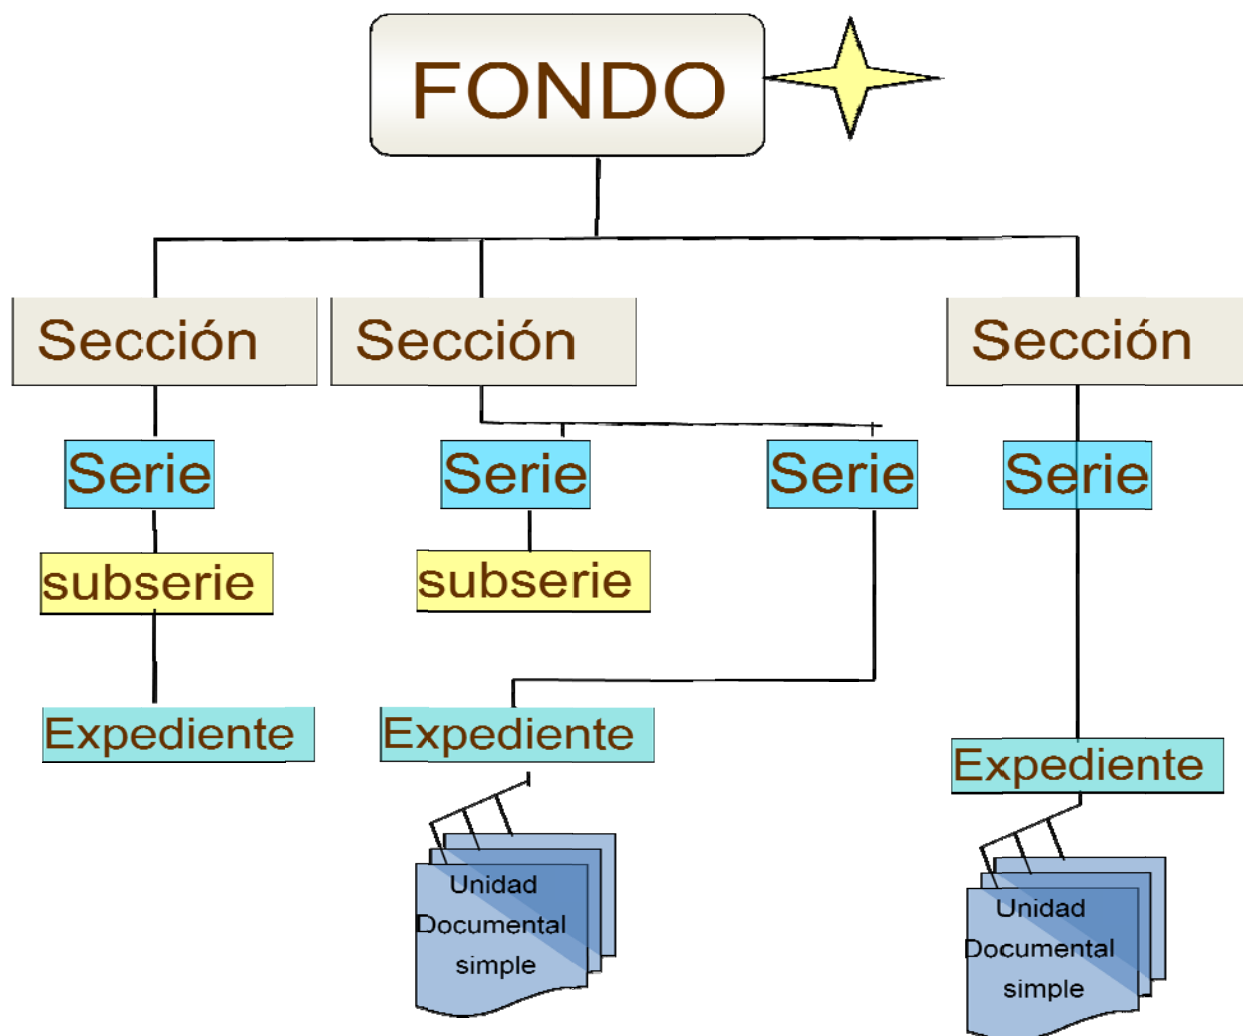 FONDO
Sección
Sección
Sección
Serie
Serie
Serie
Serie
subserie
subserie
Expediente
Expediente
Expediente
Unidad
Documental
simple
Unidad
Documental
simple